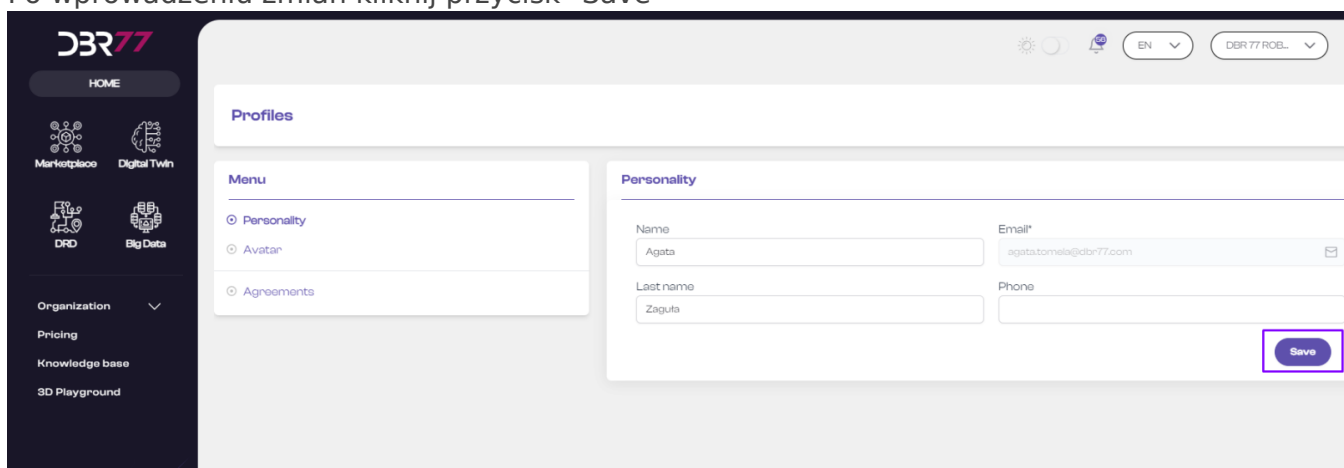 Po wprowadzeniu zmian kliknij przycisk "Save"
DBR77
HOME
Marketplace
Digital Twin
DRD
Big Data
Organization
Pricing
Knowledge base
3D Playground
50
EN
DBR 77 ROB...
Profiles
Menu
Personality
Avatar
Agreements
Personality
Name
Email*
Agata
agata.tomela@dbr77.com
Last name
Phone
Zaguła
Save